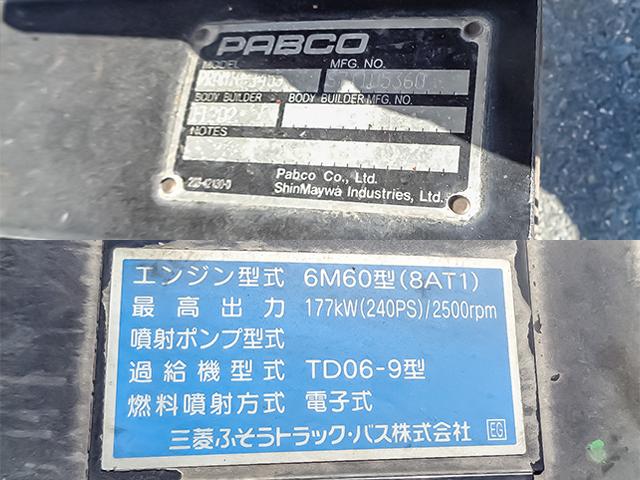 PABCO
MODEL MFG. NO.
BODY BUILDER BODY BUILDER MFG. NO.
NOTES
Pabco Co., Ltd.
ShinMaywa Industries, Ltd.
エンジン型式 6M60型(8AT1)
最高出力 177kW(240PS)/2500rpm
噴射ポンプ型式
過給機型式 TD06-9型
燃料噴射方式 電子式
三菱ふそうトラック・バス株式会社 EG